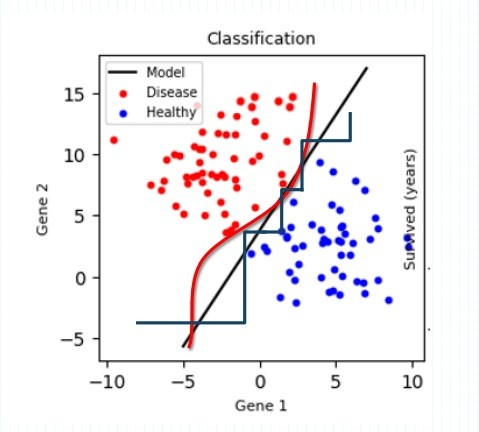 Classification
Model
Disease
Healthy
15
10
5
0
−5
Gene 2
−10
−5
0
5
10
Gene 1
Survived (years)